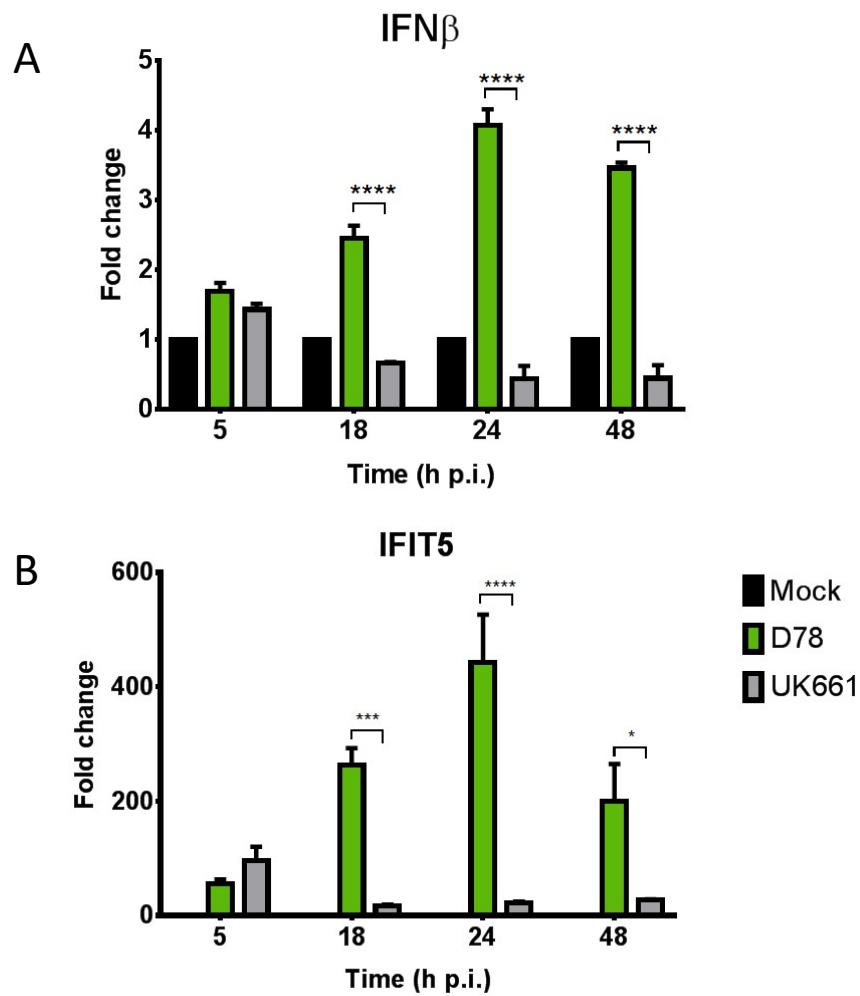 A
IFNβ
Fold change
5
4
3
2
1
0
****
****
****
5 18 24 48
Time (h p.i.)
B
IFIT5
Fold change
600
400
200
0
***
****
*
5 18 24 48
Time (h p.i.)
Mock
D78
UK661